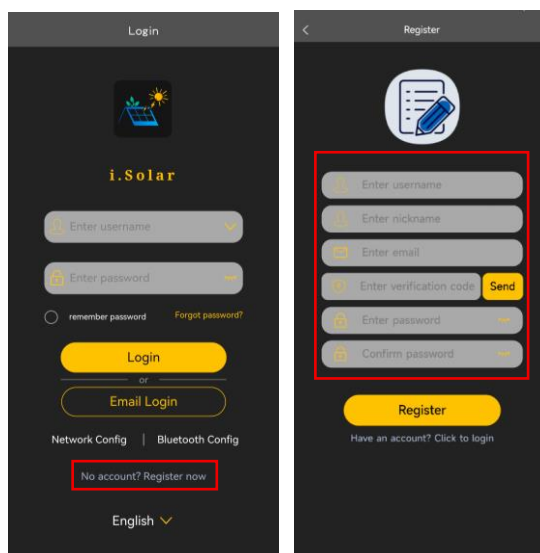 Login
i.Solar
Enter username
Enter password
remember password Forgot password?
Login
or
Email Login
Network Config | Bluetooth Config
No account? Register now
English
Register
Enter username
Enter nickname
Enter email
Enter verification code Send
Enter password
Confirm password
Register
Have an account? Click to login